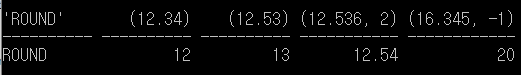 'ROUND' (12.34) (12.53) (12.536, 2) (16.345, -1)
---------- ---------- ---------- ---------- ----------
ROUND 12 13 12.54 20